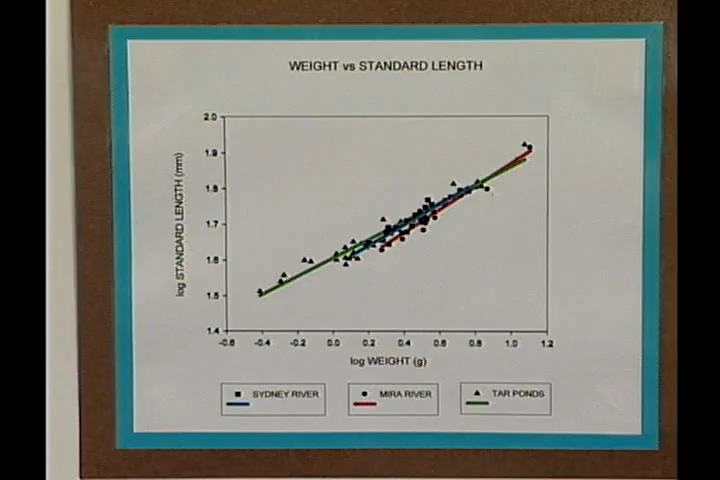 WEIGHT vs STANDARD LENGTH
log STANDARD LENGTH (mm)
2.0
1.9
1.8
1.7
1.6
1.5
1.4
-0.6 -0.4 -0.2 0.0 0.2 0.4 0.6 0.8 1.0 1.2
log WEIGHT (g)
SYDNEY RIVER MIRA RIVER TAR PONDS